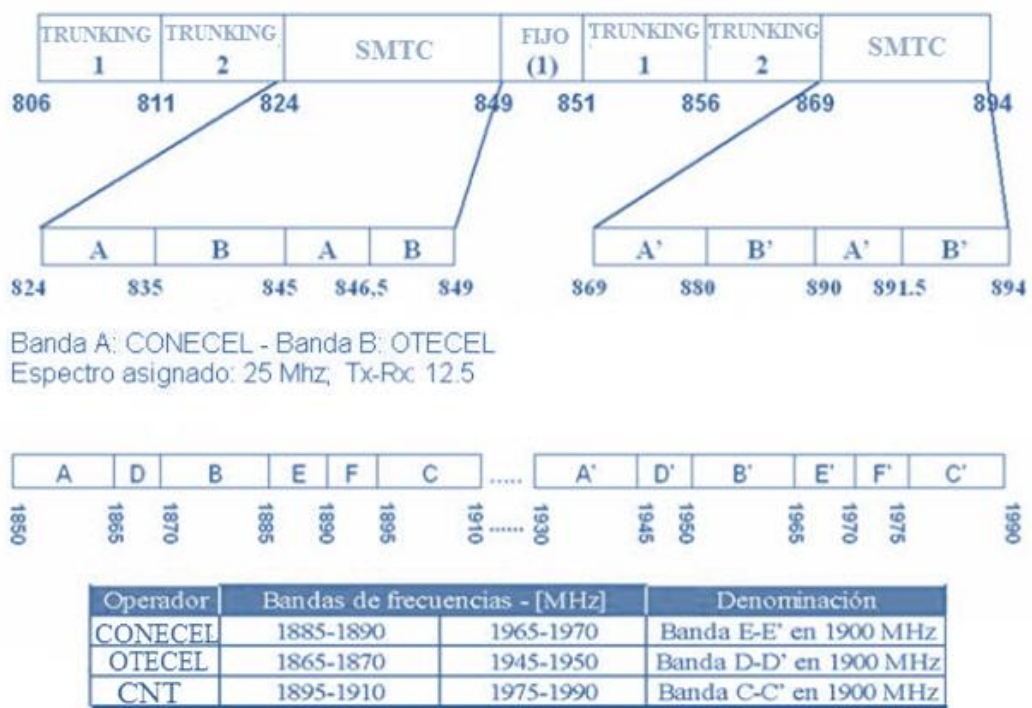 TRUNKING TRUNKING SMTC FIJO TRUNKING TRUNKING SMTC
1 2 (1) 1 2
806 811 824 849 851 856 869 894
A B A B A’ B’ A’ B’
824 835 845 846,5 849 869 880 890 891.5 894
Banda A: CONECEL - Banda B: OTECEL
Espectro asignado: 25 Mhz; Tx-Rx: 12.5
A D B E F C ..... A' D' B' E' F' C'
1850 1865 1870 1885 1890 1895 1910 ...... 1930 1945 1950 1965 1970 1975 1990
Operador Bandas de frecuencias - [MHz] Denominación
CONECEL 1885-1890 1965-1970 Banda E-E’ en 1900 MHz
OTECEL 1865-1870 1945-1950 Banda D-D’ en 1900 MHz
CNT 1895-1910 1975-1990 Banda C-C’ en 1900 MHz